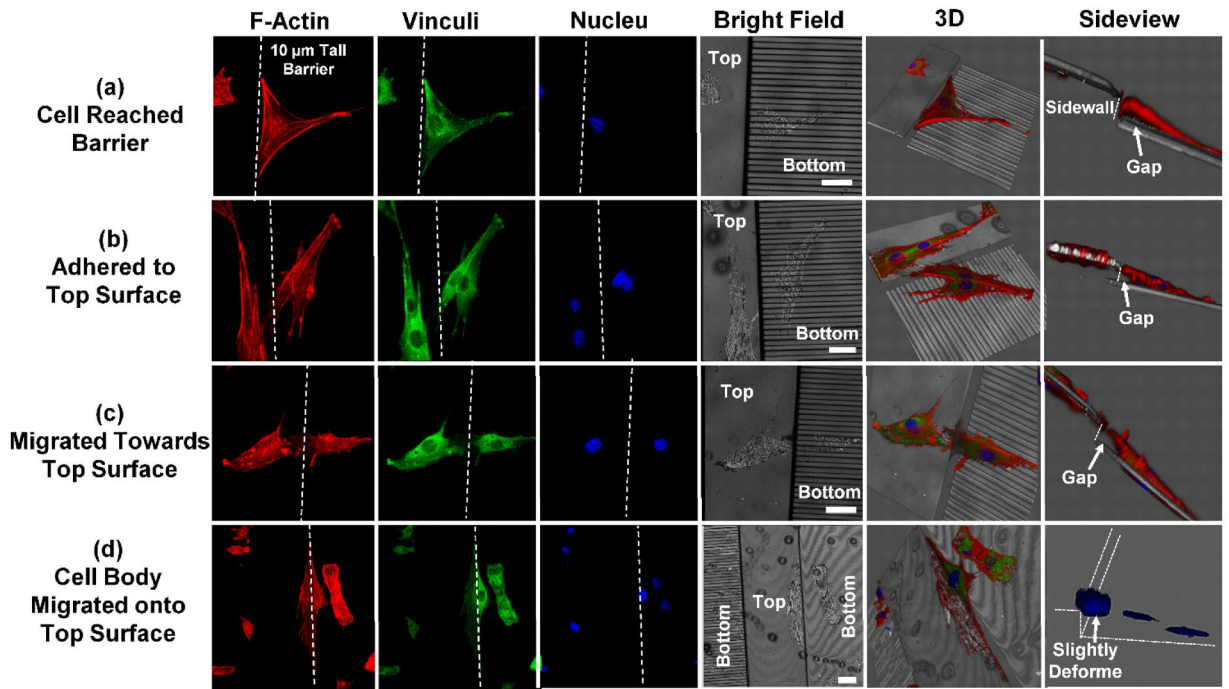 F-Actin Vinculi Nucleu Bright Field 3D Sideview
(a)
Cell Reached
Barrier
10 µm Tall
Barrier
Top
Bottom
Sidewall
Gap
(b)
Adhered to
Top Surface
Top
Bottom
Gap
(c)
Migrated Towards
Top Surface
Top
Bottom
Gap
(d)
Cell Body
Migrated onto
Top Surface
Bottom
Top
Bottom
Slightly
Deforme